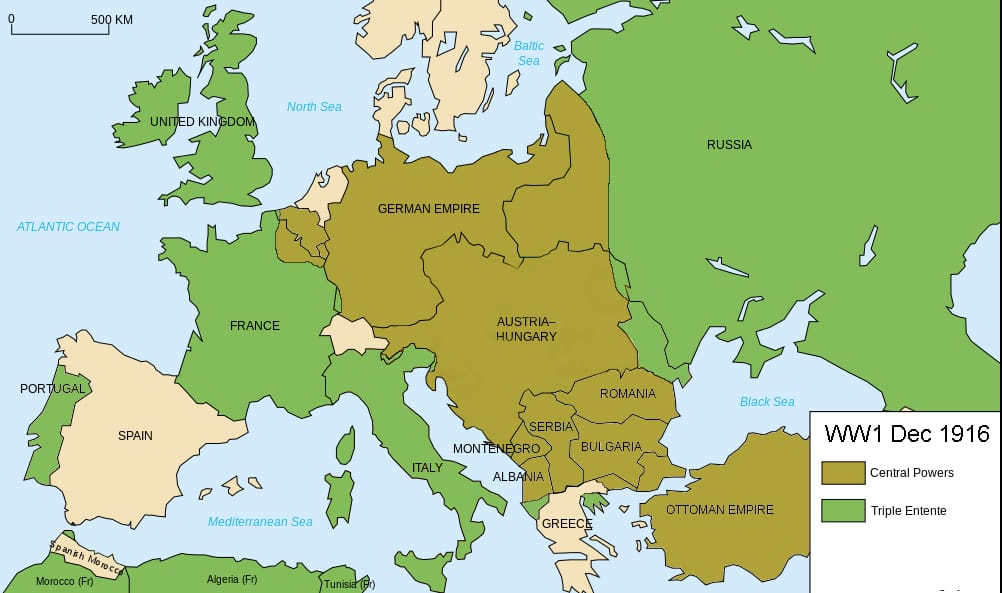 0 500 KM
Baltic
Sea
North Sea
UNITED KINGDOM
RUSSIA
GERMAN EMPIRE
ATLANTIC OCEAN
FRANCE
AUSTRIA–
HUNGARY
PORTUGAL
ROMANIA
Black Sea
SPAIN
SERBIA
MONTENEGRO
BULGARIA
ITALY
ALBANIA
OTTOMAN EMPIRE
Mediterranean Sea
GREECE
Spanish Morocco
Morocco (Fr)
Algeria (Fr)
Tunisia (Fr)
WW1 Dec 1916
Central Powers
Triple Entente